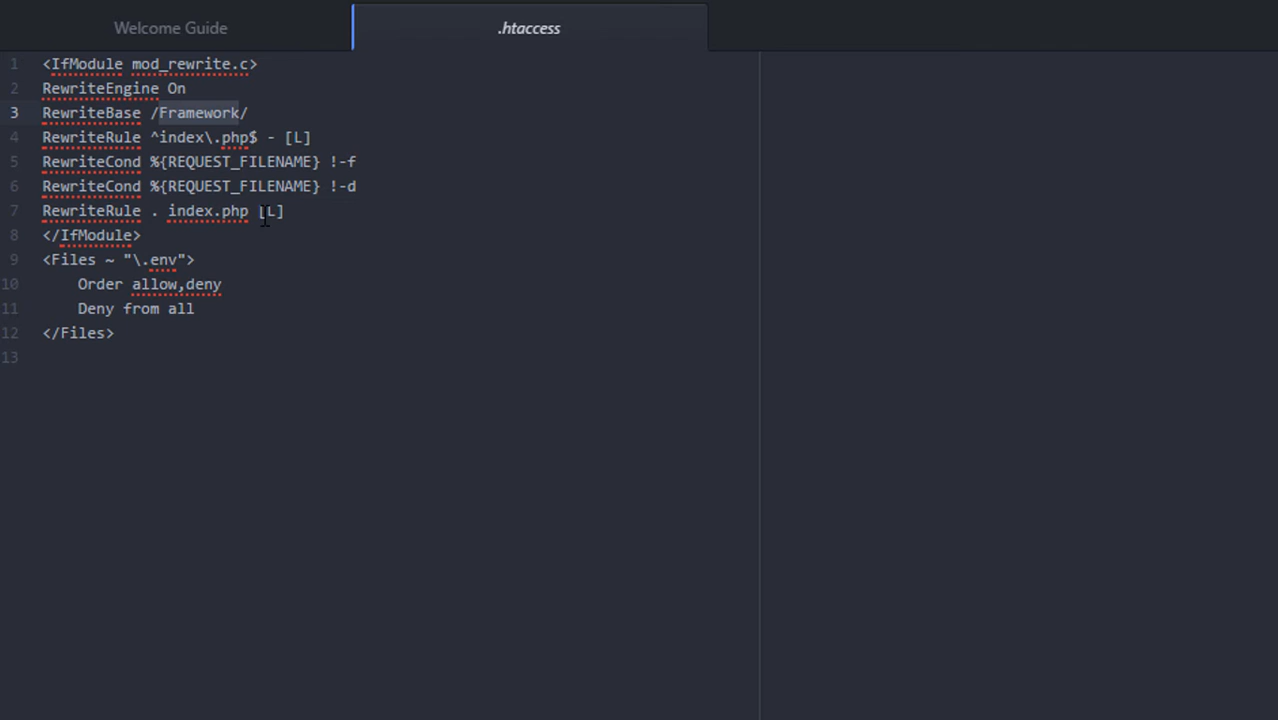 Welcome Guide
.htaccess
1 <IfModule mod_rewrite.c>
2 RewriteEngine On
3 RewriteBase /Framework/
4 RewriteRule ^index\.php$ - [L]
5 RewriteCond %{REQUEST_FILENAME} !-f
6 RewriteCond %{REQUEST_FILENAME} !-d
7 RewriteRule . index.php [L]
8 </IfModule>
9 <Files ~ "\.env">
10     Order allow,deny
11     Deny from all
12 </Files>
13